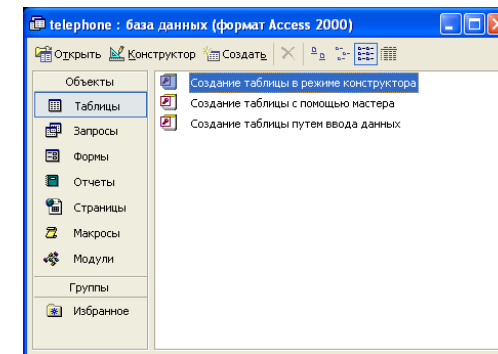 telephone : база данных (формат Access 2000)
Открыть Конструктор Создать
Объекты
Таблицы
Запросы
Формы
Отчеты
Страницы
Макросы
Модули
Группы
Избранное
Создание таблицы в режиме конструктора
Создание таблицы с помощью мастера
Создание таблицы путем ввода данных